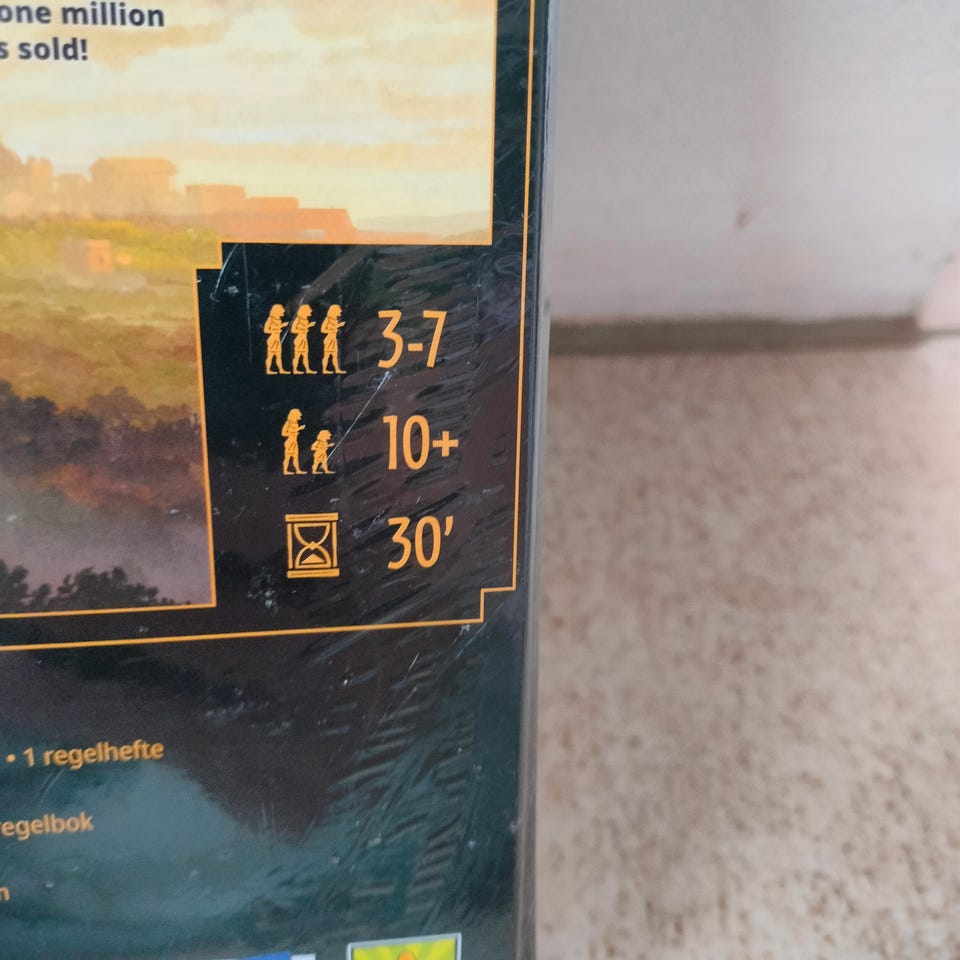 one million
s sold!
3-7
10+
30'
• 1 regelhefte
regelbok
n